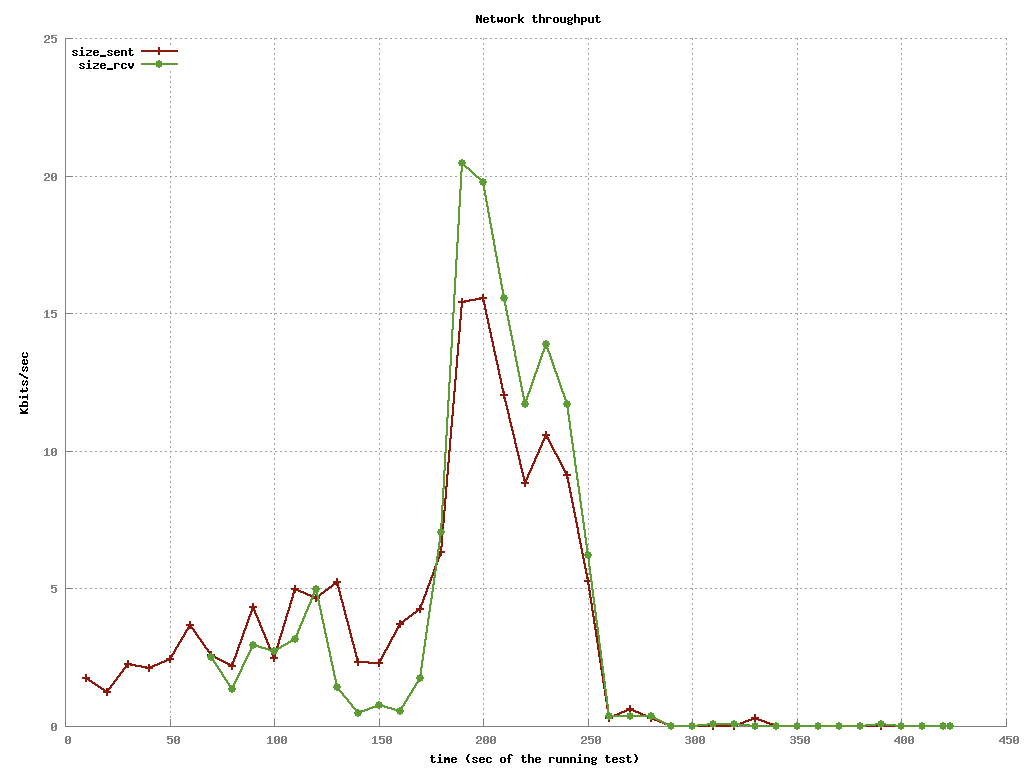 Network throughput
size_sent
size_rcv
25
20
15
10
5
0
Kbits/sec
0 50 100 150 200 250 300 350 400 450
time (sec of the running test)